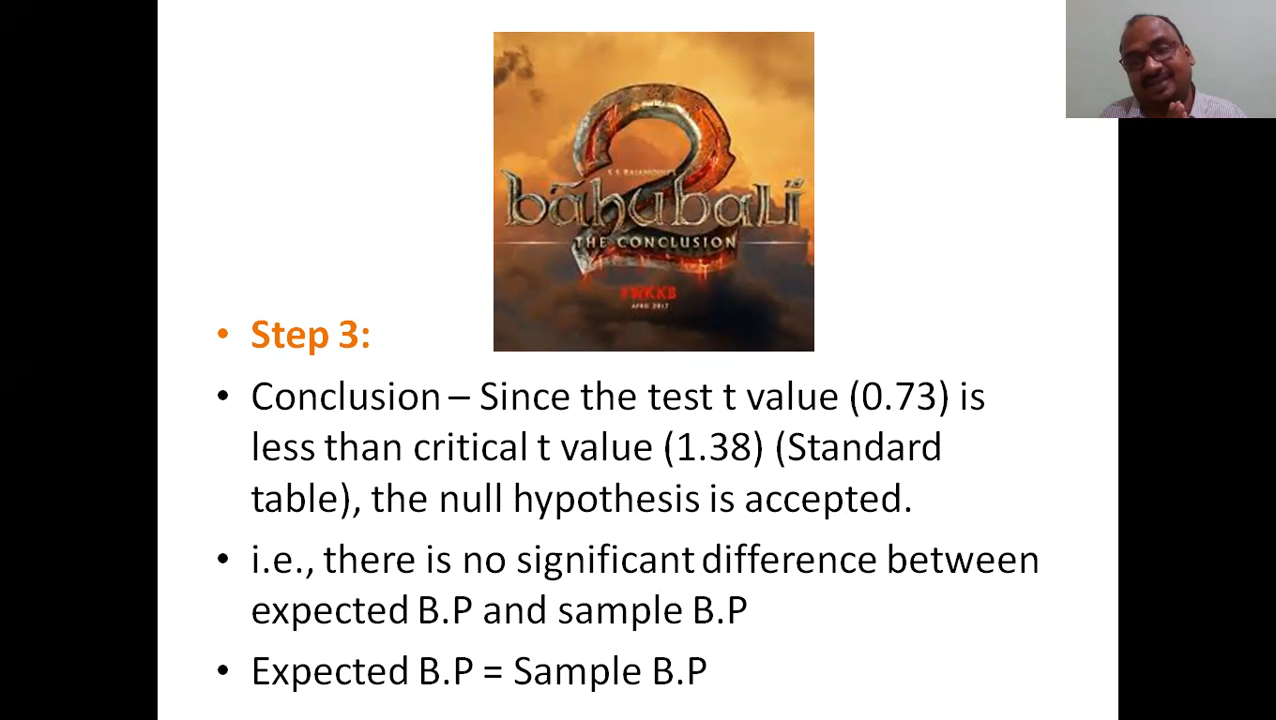 2
S S RAJAMOULI'S
bāhubali
THE CONCLUSION
#WKKB
APRIL 2017
• Step 3:
• Conclusion – Since the test t value (0.73) is
less than critical t value (1.38) (Standard
table), the null hypothesis is accepted.
• i.e., there is no significant difference between
expected B.P and sample B.P
• Expected B.P = Sample B.P